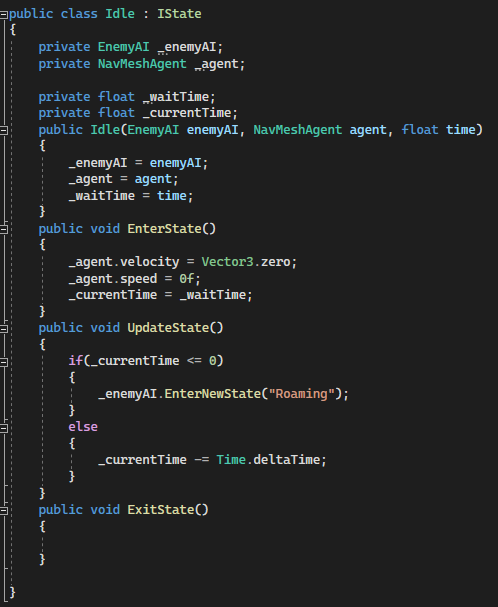 public class Idle : IState
{
    private EnemyAI _enemyAI;
    private NavMeshAgent _agent;

    private float _waitTime;
    private float _currentTime;
    public Idle(EnemyAI enemyAI, NavMeshAgent agent, float time)
    {
        _enemyAI = enemyAI;
        _agent = agent;
        _waitTime = time;
    }
    public void EnterState()
    {
        _agent.velocity = Vector3.zero;
        _agent.speed = 0f;
        _currentTime = _waitTime;
    }
    public void UpdateState()
    {
        if(_currentTime <= 0)
        {
            _enemyAI.EnterNewState("Roaming");
        }
        else
        {
            _currentTime -= Time.deltaTime;
        }
    }
    public void ExitState()
    {

    }

}